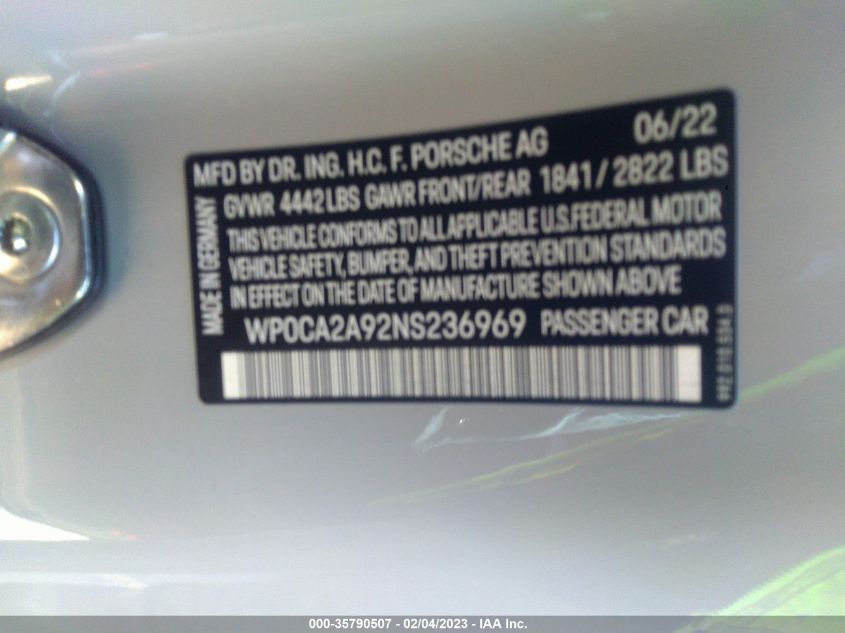 06/22
MFD BY DR. ING. H.C. F. PORSCHE AG
GVWR 4442 LBS GAWR FRONT/REAR 1841 / 2822 LBS
THIS VEHICLE CONFORMS TO ALL APPLICABLE U.S. FEDERAL MOTOR
VEHICLE SAFETY, BUMPER, AND THEFT PREVENTION STANDARDS
IN EFFECT ON THE DATE OF MANUFACTURE SHOWN ABOVE
MADE IN GERMANY
WP0CA2A92NS236969 PASSENGER CAR
000-35790507 - 02/04/2023 - IAA Inc.